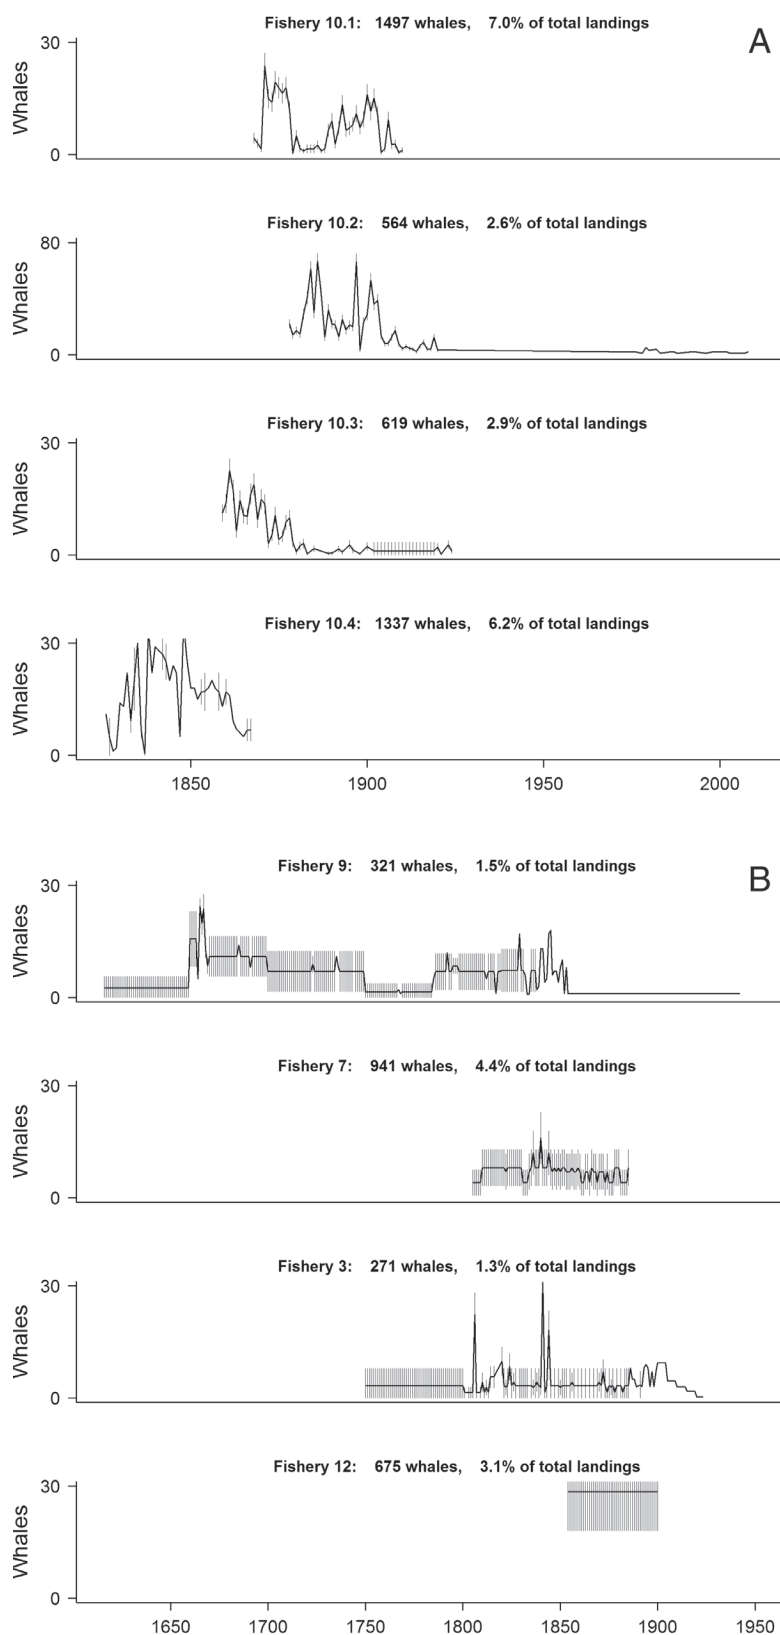 Fishery 10.1: 1497 whales, 7.0% of total landings
A
30
Whales
0
Fishery 10.2: 564 whales, 2.6% of total landings
80
Whales
0
Fishery 10.3: 619 whales, 2.9% of total landings
30
Whales
0
Fishery 10.4: 1337 whales, 6.2% of total landings
30
Whales
0
1850 1900 1950 2000
Fishery 9: 321 whales, 1.5% of total landings
B
30
Whales
0
Fishery 7: 941 whales, 4.4% of total landings
30
Whales
0
Fishery 3: 271 whales, 1.3% of total landings
30
Whales
0
Fishery 12: 675 whales, 3.1% of total landings
30
Whales
0
1650 1700 1750 1800 1850 1900 1950